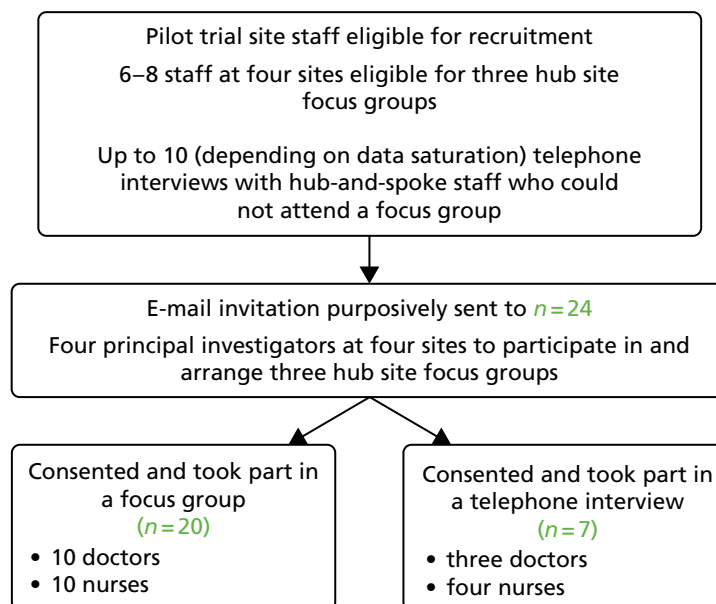 Pilot trial site staff eligible for recruitment
6–8 staff at four sites eligible for three hub site
focus groups
Up to 10 (depending on data saturation) telephone
interviews with hub-and-spoke staff who could
not attend a focus group
E-mail invitation purposively sent to n=24
Four principal investigators at four sites to participate in and
arrange three hub site focus groups
Consented and took part in
a focus group
(n=20)
• 10 doctors
• 10 nurses
Consented and took part in
a telephone interview
(n=7)
• three doctors
• four nurses